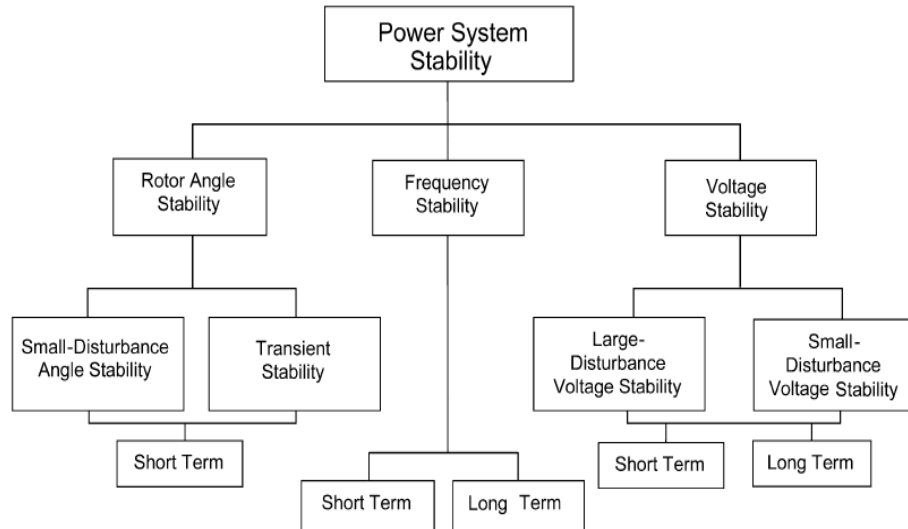 Power System
Stability
Rotor Angle
Stability
Frequency
Stability
Voltage
Stability
Small-Disturbance
Angle Stability
Transient
Stability
Large-
Disturbance
Voltage Stability
Small-
Disturbance
Voltage Stability
Short Term
Short Term
Long Term
Short Term
Long Term